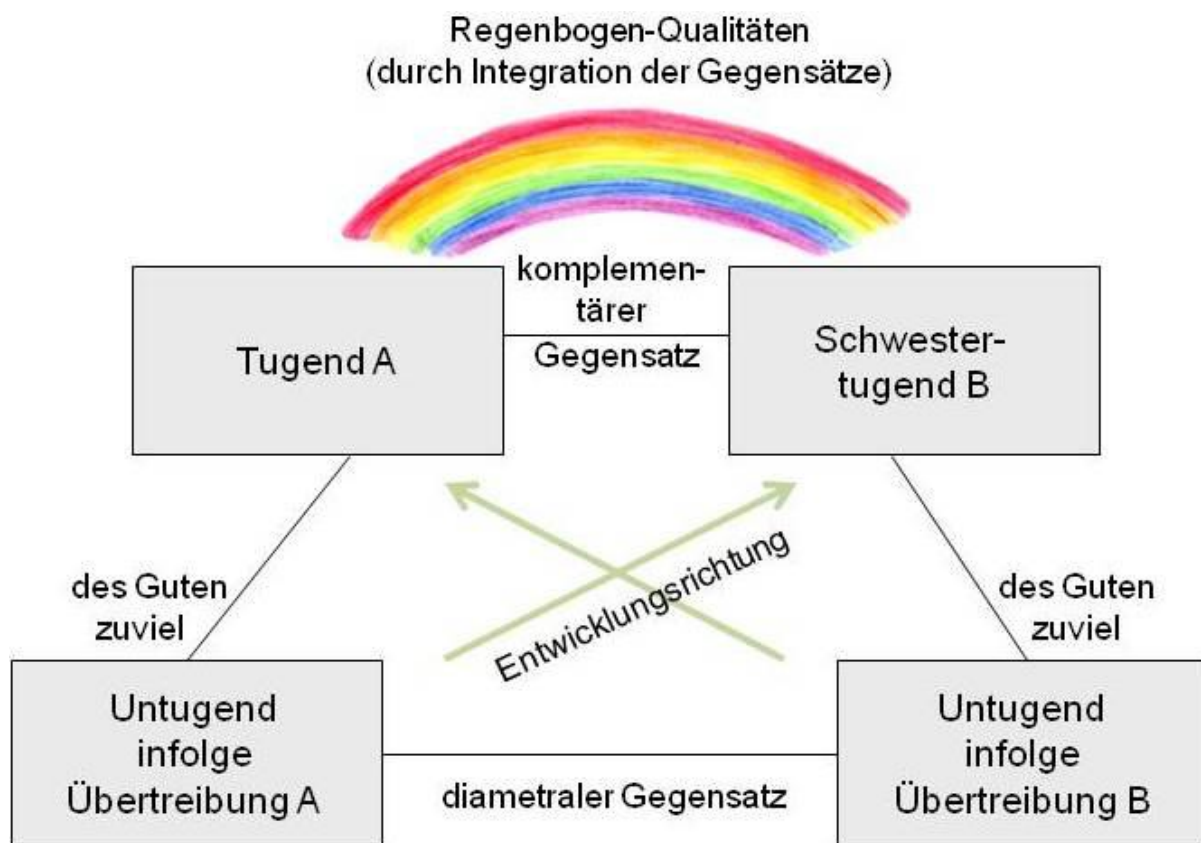 Regenbogen-Qualitäten
(durch Integration der Gegensätze)
komplemen-
tärer
Gegensatz
Tugend A
Schwester-
tugend B
Entwicklungsrichtung
des Guten
zuviel
des Guten
zuviel
Untugend
infolge
Übertreibung A
diametraler Gegensatz
Untugend
infolge
Übertreibung B